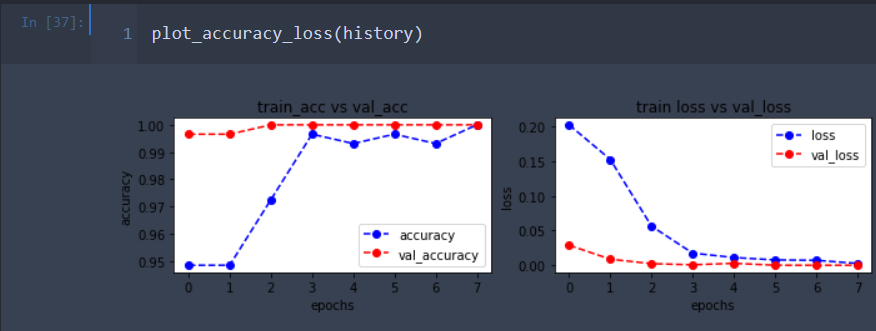 In [37]:
1 plot_accuracy_loss(history)
train_acc vs val_acc
1.00
0.99
0.98
0.97
0.96
0.95
accuracy
accuracy
val_accuracy
0 1 2 3 4 5 6 7
epochs
train loss vs val_loss
0.20
0.15
0.10
0.05
0.00
loss
loss
val_loss
0 1 2 3 4 5 6 7
epochs